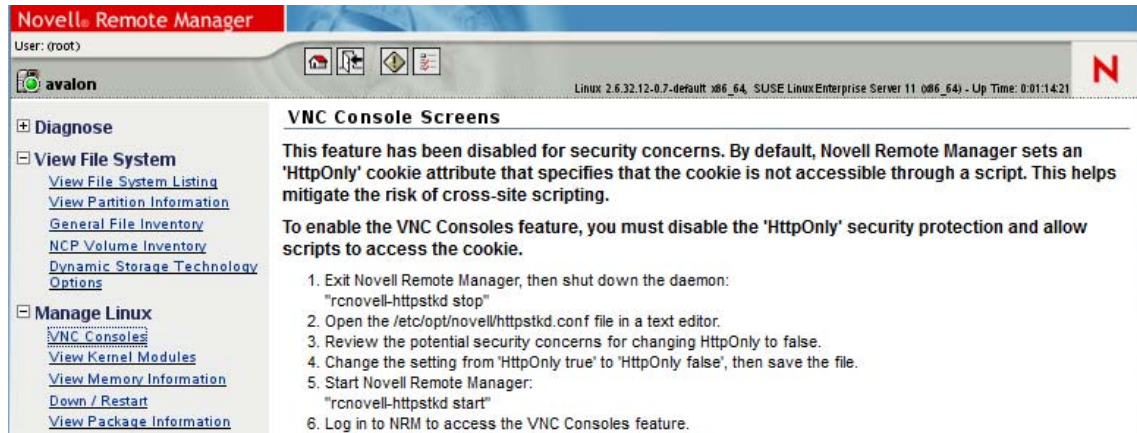 Novell® Remote Manager
User: (root)
avalon
Linux 2.6.32.12-0.7-default x86_64, SUSE Linux Enterprise Server 11 (x86_64) - Up Time: 0:01:14:21
N
Diagnose
View File System
View File System Listing
View Partition Information
General File Inventory
NCP Volume Inventory
Dynamic Storage Technology
Options
Manage Linux
VNC Consoles
View Kernel Modules
View Memory Information
Down / Restart
View Package Information
VNC Console Screens
This feature has been disabled for security concerns. By default, Novell Remote Manager sets an
'HttpOnly' cookie attribute that specifies that the cookie is not accessible through a script. This helps
mitigate the risk of cross-site scripting.
To enable the VNC Consoles feature, you must disable the 'HttpOnly' security protection and allow
scripts to access the cookie.
1. Exit Novell Remote Manager, then shut down the daemon:
"rcnovell-httpstkd stop"
2. Open the /etc/opt/novell/httpstkd.conf file in a text editor.
3. Review the potential security concerns for changing HttpOnly to false.
4. Change the setting from 'HttpOnly true' to 'HttpOnly false', then save the file.
5. Start Novell Remote Manager:
"rcnovell-httpstkd start"
6. Log in to NRM to access the VNC Consoles feature.